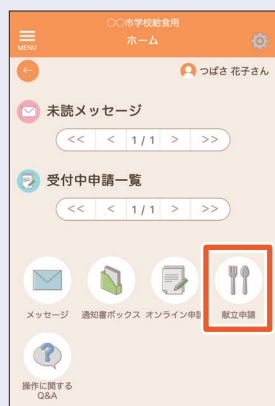 ○○市学校給食用
MENU
ホーム
つばさ 花子さん
未読メッセージ
<< < 1 / 1 > >>
受付中申請一覧
<< < 1 / 1 > >>
メッセージ
通知書ボックス
オンライン申
献立申請
操作に関する
Q&A